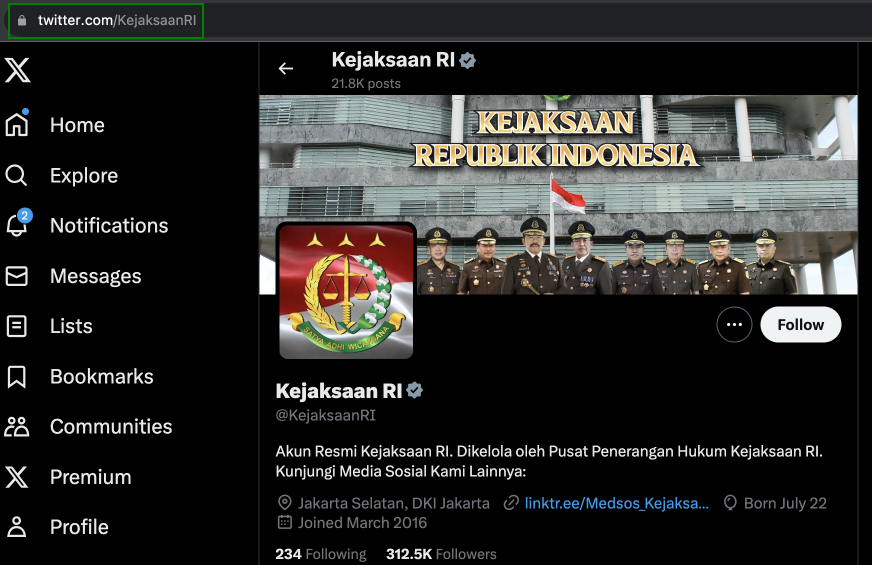 twitter.com/KejaksaanRI
Kejaksaan RI
21.8K posts
KEJAKSAAN
REPUBLIK INDONESIA
Home
Explore
2
Notifications
Messages
Lists
Bookmarks
Communities
Premium
Profile
SATYA ADHI WICAKSANA
Follow
Kejaksaan RI
@KejaksaanRI
Akun Resmi Kejaksaan RI. Dikelola oleh Pusat Penerangan Hukum Kejaksaan RI.
Kunjungi Media Sosial Kami Lainnya:
Jakarta Selatan, DKI Jakarta linktr.ee/Medsos_Kejaksa... Born July 22
Joined March 2016
234 Following 312.5K Followers